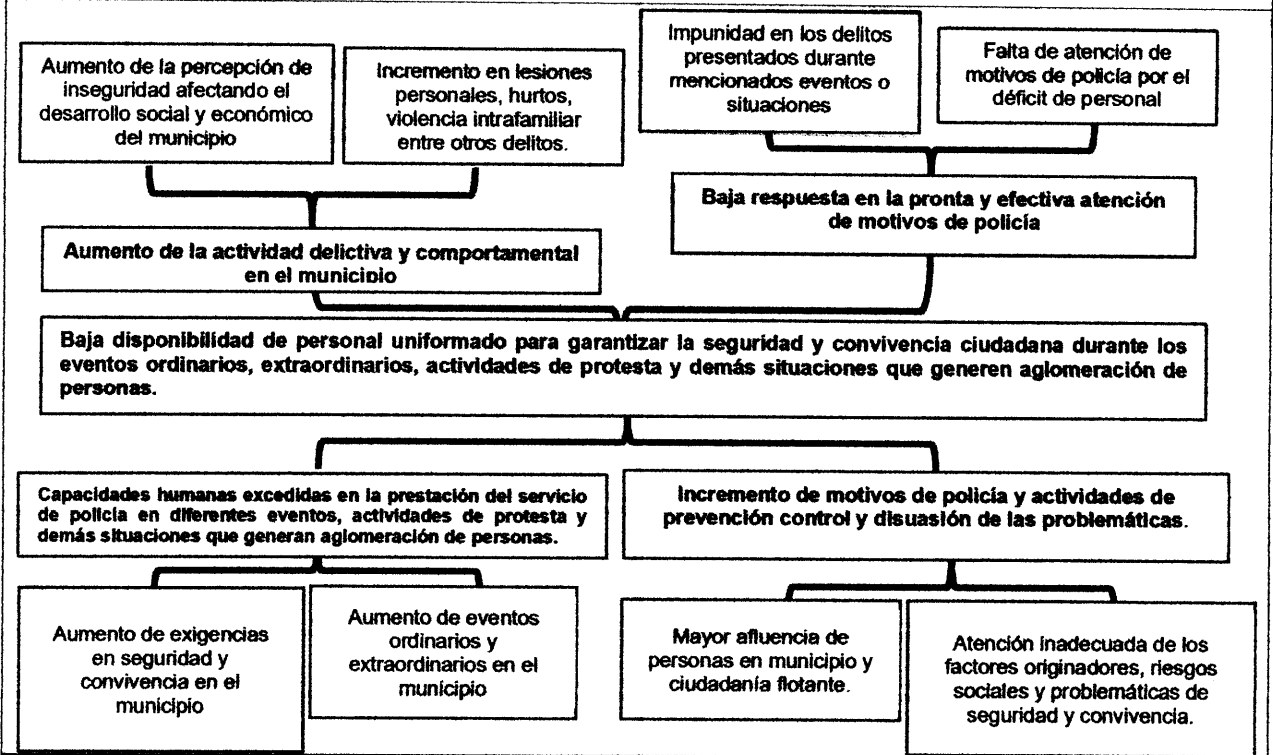 Aumento de la percepción de
inseguridad afectando el
desarrollo social y económico
del municipio
Incremento en lesiones
personales, hurtos,
violencia intrafamiliar
entre otros delitos.
Impunidad en los delitos
presentados durante
mencionados eventos o
situaciones
Falta de atención de
motivos de policía por el
déficit de personal
Aumento de la actividad delictiva y comportamental
en el municipio
Baja respuesta en la pronta y efectiva atención
de motivos de policía
Baja disponibilidad de personal uniformado para garantizar la seguridad y convivencia ciudadana durante los
eventos ordinarios, extraordinarios, actividades de protesta y demás situaciones que generen aglomeración de
personas.
Capacidades humanas excedidas en la prestación del servicio
de policía en diferentes eventos, actividades de protesta y
demás situaciones que generan aglomeración de personas.
Incremento de motivos de policía y actividades de
prevención control y disuasión de las problemáticas.
Aumento de exigencias
en seguridad y
convivencia en el
municipio
Aumento de eventos
ordinarios y
extraordinarios en el
municipio
Mayor afluencia de
personas en municipio y
ciudadanía flotante.
Atención inadecuada de los
factores originadores, riesgos
sociales y problemáticas de
seguridad y convivencia.